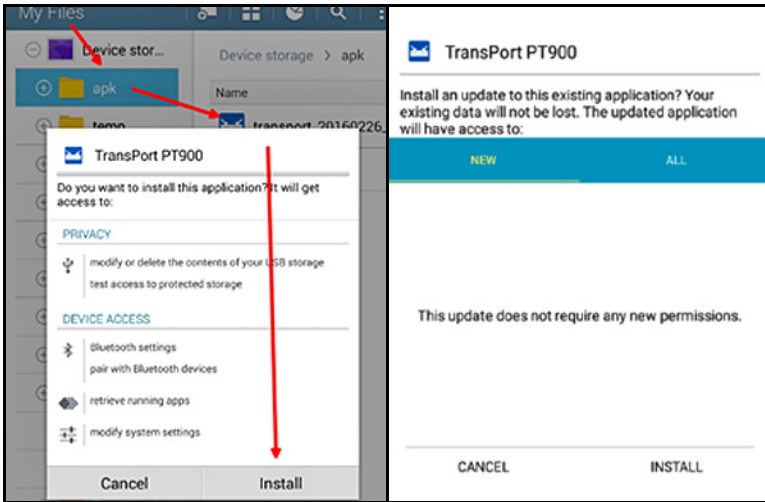 My Files
Device stor...
Device storage > apk
apk
Name
temp
transport_20160226_
TransPort PT900
Do you want to install this application? It will get
access to:
PRIVACY
modify or delete the contents of your USB storage
test access to protected storage
DEVICE ACCESS
Bluetooth settings
pair with Bluetooth devices
retrieve running apps
modify system settings
Cancel
Install
TransPort PT900
Install an update to this existing application? Your
existing data will not be lost. The updated application
will have access to:
NEW
ALL
This update does not require any new permissions.
CANCEL
INSTALL